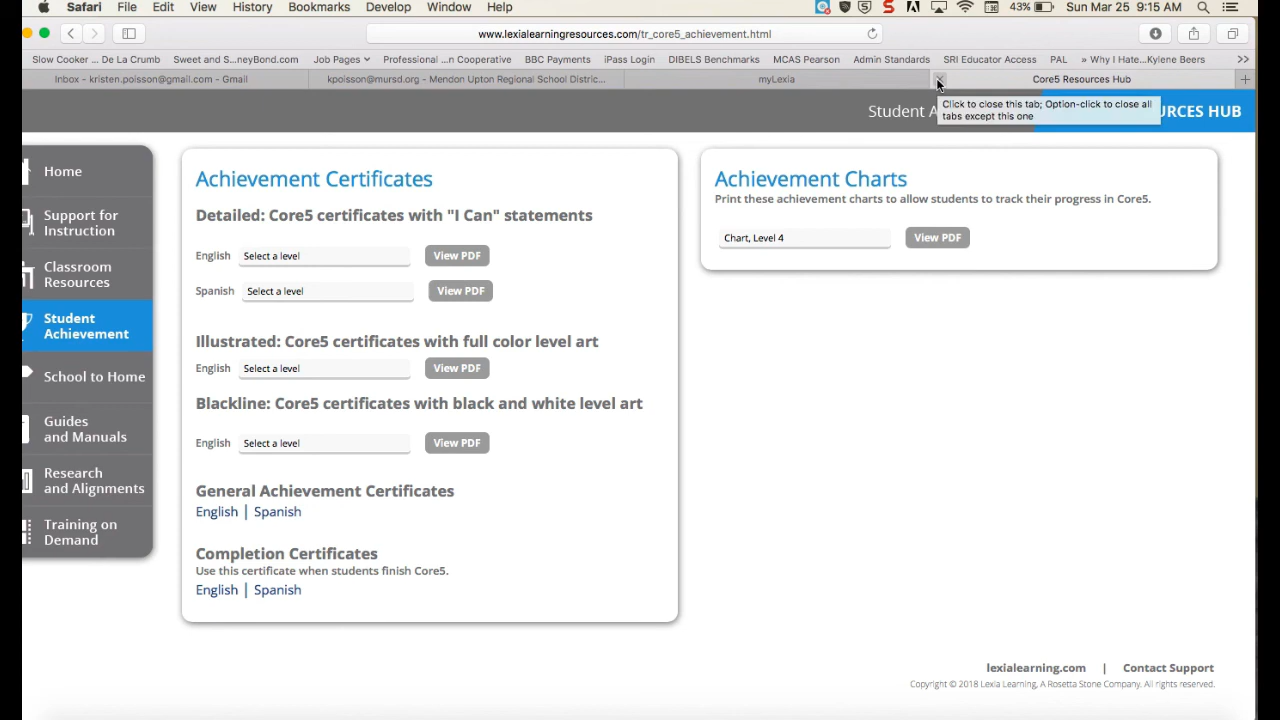 Safari File Edit View History Bookmarks Develop Window Help 43% Sun Mar 25 9:15 AM
www.lexialearningresources.com/tr_core5_achievement.html
Slow Cooker ... De La Crumb Sweet and S...neyBond.com Job Pages Professional ...n Cooperative BBC Payments iPass Login DIBELS Benchmarks MCAS Pearson Admin Standards SRI Educator Access PAL » Why I Hate...Kylene Beers
Inbox - kristen.poisson@gmail.com - Gmail kpoisson@mursd.org - Mendon Upton Regional School Distric... myLexia Core5 Resources Hub
Click to close this tab; Option-click to close all
tabs except this one
Student A URCES HUB
Home
Support for
Instruction
Classroom
Resources
Student
Achievement
School to Home
Guides
and Manuals
Research
and Alignments
Training on
Demand
Achievement Certificates
Detailed: Core5 certificates with "I Can" statements
English Select a level View PDF
Spanish Select a level View PDF
Illustrated: Core5 certificates with full color level art
English Select a level View PDF
Blackline: Core5 certificates with black and white level art
English Select a level View PDF
General Achievement Certificates
English | Spanish
Completion Certificates
Use this certificate when students finish Core5.
English | Spanish
Achievement Charts
Print these achievement charts to allow students to track their progress in Core5.
Chart, Level 4 View PDF
lexialearning.com | Contact Support
Copyright © 2018 Lexia Learning, A Rosetta Stone Company. All rights reserved.